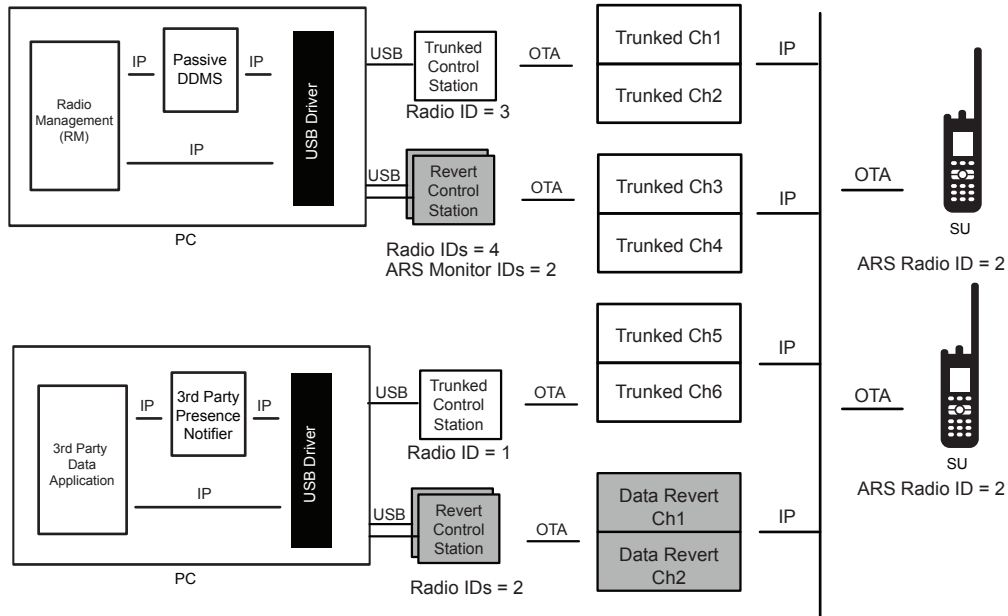 IP
Passive
DDMS
IP
Radio
Management
(RM)
IP
USB Driver
PC
USB
Trunked
Control
Station
Radio ID = 3
OTA
Trunked Ch1
Trunked Ch2
IP
USB
Revert
Control
Station
Radio IDs = 4
ARS Monitor IDs = 2
OTA
Trunked Ch3
Trunked Ch4
IP
OTA
SU
ARS Radio ID = 2
IP
3rd Party
Presence
Notifier
IP
3rd Party
Data
Application
IP
USB Driver
PC
USB
Trunked
Control
Station
Radio ID = 1
OTA
Trunked Ch5
Trunked Ch6
IP
USB
Revert
Control
Station
Radio IDs = 2
OTA
Data Revert
Ch1
Data Revert
Ch2
IP
OTA
SU
ARS Radio ID = 2